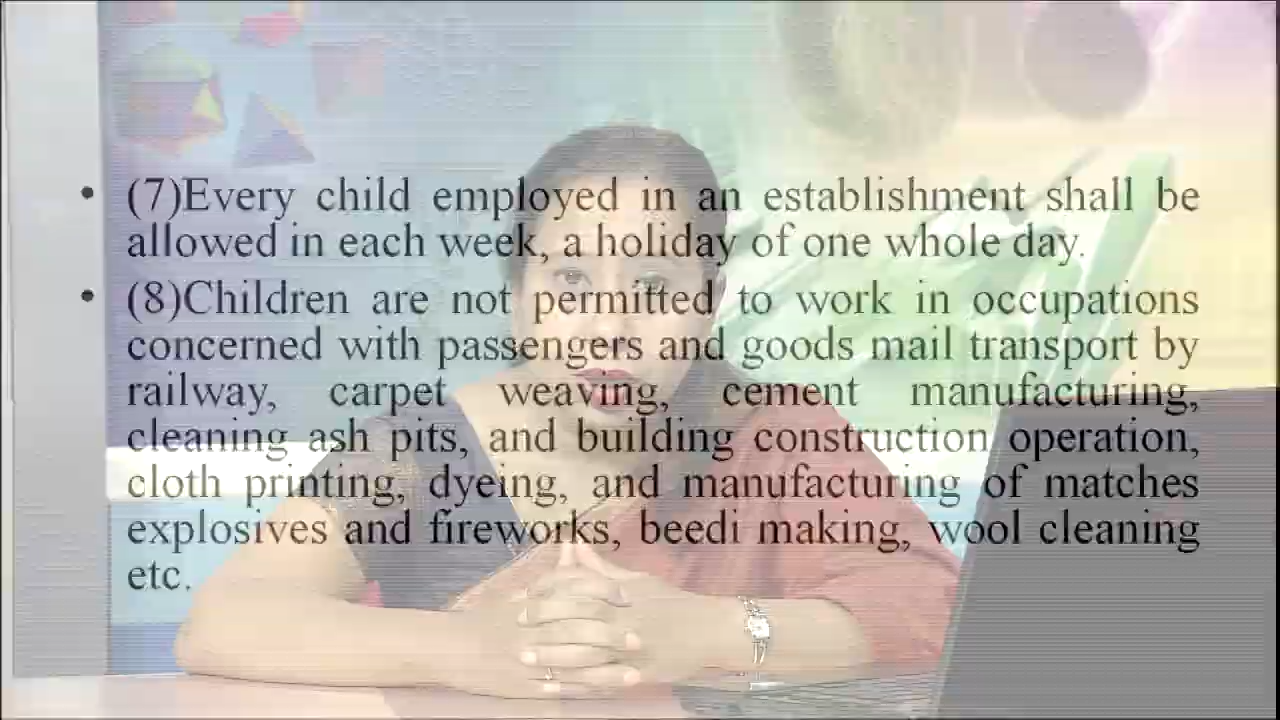 • (7)Every child employed in an establishment shall be
allowed in each week, a holiday of one whole day.
• (8)Children are not permitted to work in occupations
concerned with passengers and goods mail transport by
railway, carpet weaving, cement manufacturing,
cleaning ash pits, and building construction operation,
cloth printing, dyeing, and manufacturing of matches
explosives and fireworks, beedi making, wool cleaning
etc.